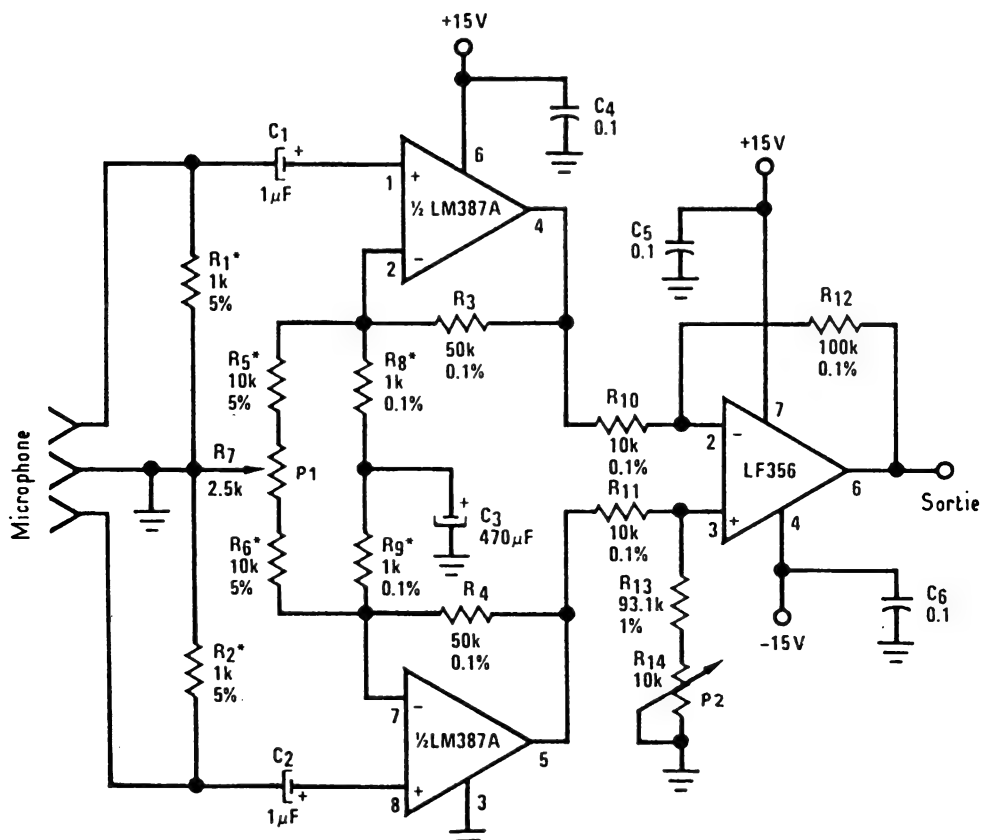 +15V
C4
0.1
C1
+
1µF
6
1
+
½ LM387A
4
2
−
+15V
C5
0.1
R1*
1k
5%
R3
50k
0.1%
R12
100k
0.1%
R5*
10k
5%
R8*
1k
0.1%
R10
10k
0.1%
7
2
−
LF356
6
Sortie
Microphone
R7
2.5k
P1
+
C3
470µF
R11
10k
0.1%
3
+
4
R6*
10k
5%
R9*
1k
0.1%
R4
50k
0.1%
R13
93.1k
1%
C6
0.1
−15V
R2*
1k
5%
R14
10k
P2
7
−
½LM387A
5
C2
+
1µF
8
+
3